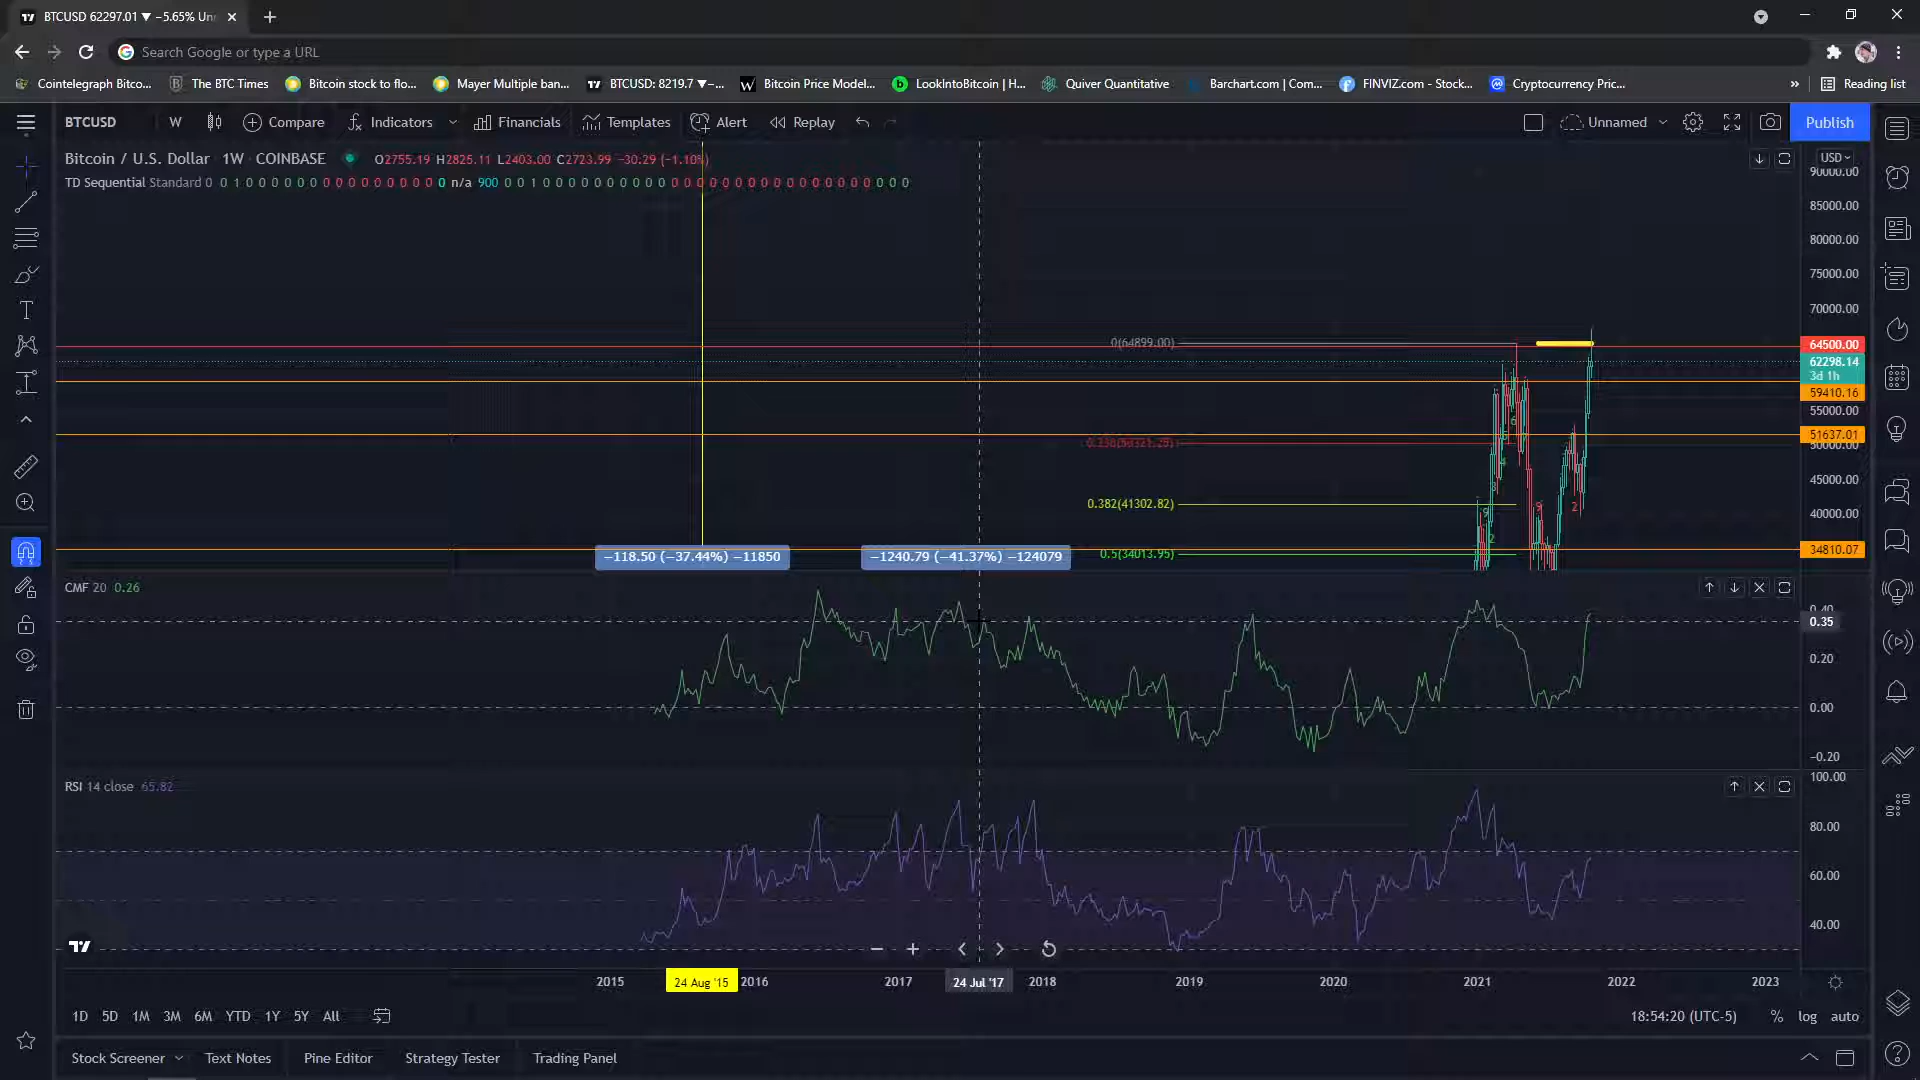 BTCUSD 62297.01 ▼ −5.65% Un
Search Google or type a URL
Cointelegraph Bitco... The BTC Times Bitcoin stock to flo... Mayer Multiple ban... BTCUSD: 8219.7 ▼−... Bitcoin Price Model... LookIntoBitcoin | H... Quiver Quantitative Barchart.com | Com... FINVIZ.com - Stock... Cryptocurrency Pric... » Reading list
BTCUSD W Compare Indicators Financials Templates Alert Replay Unnamed Publish
Bitcoin / U.S. Dollar 1W COINBASE O2755.19 H2825.11 L2403.00 C2723.99 −30.29 (−1.10%)
USD
TD Sequential Standard 0 0 1 0 0 0 0 0 0 0 0 0 0 0 0 0 0 0 0 n/a 900 0 0 1 0 0 0 0 0 0 0 0 0 0 0 0 0 0 0 0 0 0 0 0 0 0 0 0 0 0 0 0
90000.00
85000.00
80000.00
75000.00
70000.00
0(64899.00)
64500.00
62298.14
3d 1h
59410.16
55000.00
51637.01
50000.00
45000.00
0.382(41302.82)
40000.00
34810.07
−118.50 (−37.44%) −11850
−1240.79 (−41.37%) −124079
0.5(34013.95)
CMF 20 0.26
0.40
0.35
0.20
0.00
−0.20
RSI 14 close 65.82
100.00
80.00
60.00
40.00
2015 24 Aug '15 2016 2017 24 Jul '17 2018 2019 2020 2021 2022 2023
1D 5D 1M 3M 6M YTD 1Y 5Y All 18:54:20 (UTC-5) % log auto
Stock Screener Text Notes Pine Editor Strategy Tester Trading Panel